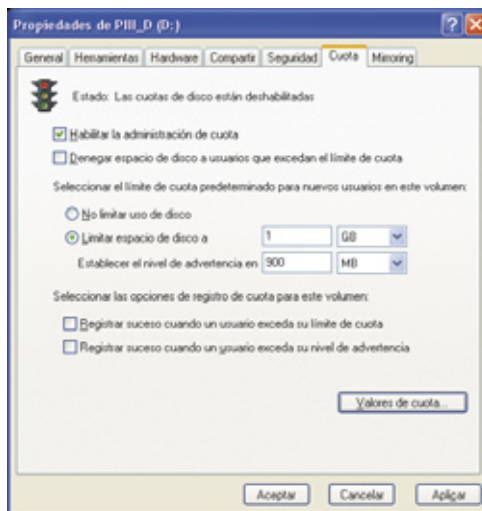 Propiedades de PIII_D (D:)
General Herramientas Hardware Compartir Seguridad Cuota Mirroring
Estado: Las cuotas de disco están deshabilitadas
Habilitar la administración de cuota
Denegar espacio de disco a usuarios que excedan el límite de cuota
Seleccionar el límite de cuota predeterminado para nuevos usuarios en este volumen:
No limitar uso de disco
Limitar espacio de disco a 1 GB
Establecer el nivel de advertencia en 900 MB
Seleccionar las opciones de registro de cuota para este volumen:
Registrar suceso cuando un usuario exceda su límite de cuota
Registrar suceso cuando un usuario exceda su nivel de advertencia
Valores de cuota...
Aceptar Cancelar Aplicar